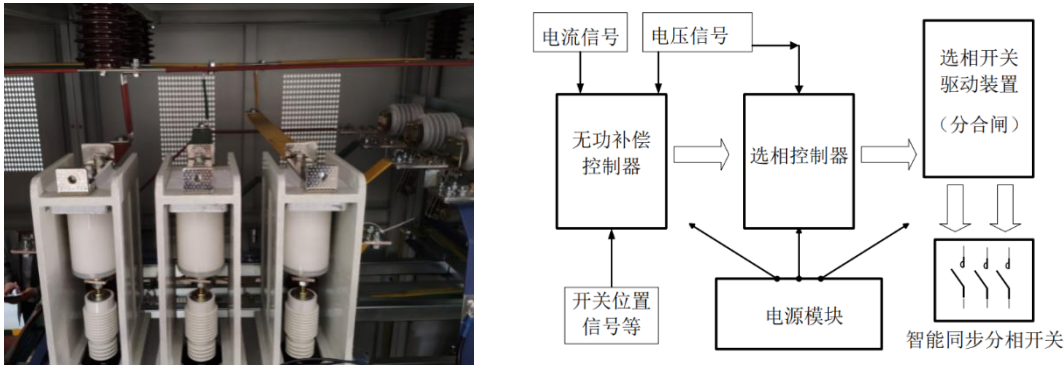 电流信号
电压信号
选相开关
驱动装置
（分合闸）
无功补偿
控制器
选相控制器
开关位置
信号等
电源模块
智能同步分相开关